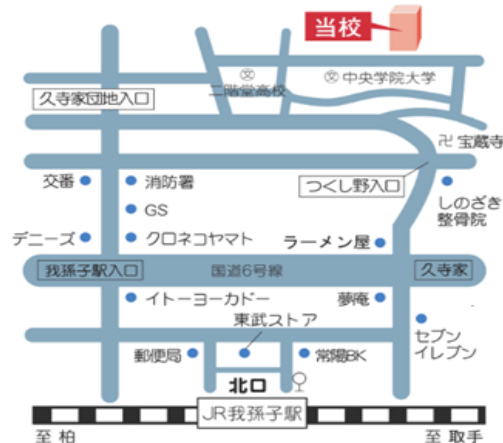 当校
文
二階堂高校
文
中央学院大学
久寺家団地入口
卍 宝蔵寺
つくし野入口
交番
消防署
しのざき
整骨院
GS
デニーズ
クロネコヤマト
ラーメン屋
我孫子駅入口
国道6号線
久寺家
イトーヨーカドー
夢庵
東武ストア
セブン
イレブン
郵便局
常陽BK
北口
JR我孫子駅
至 柏
至 取手